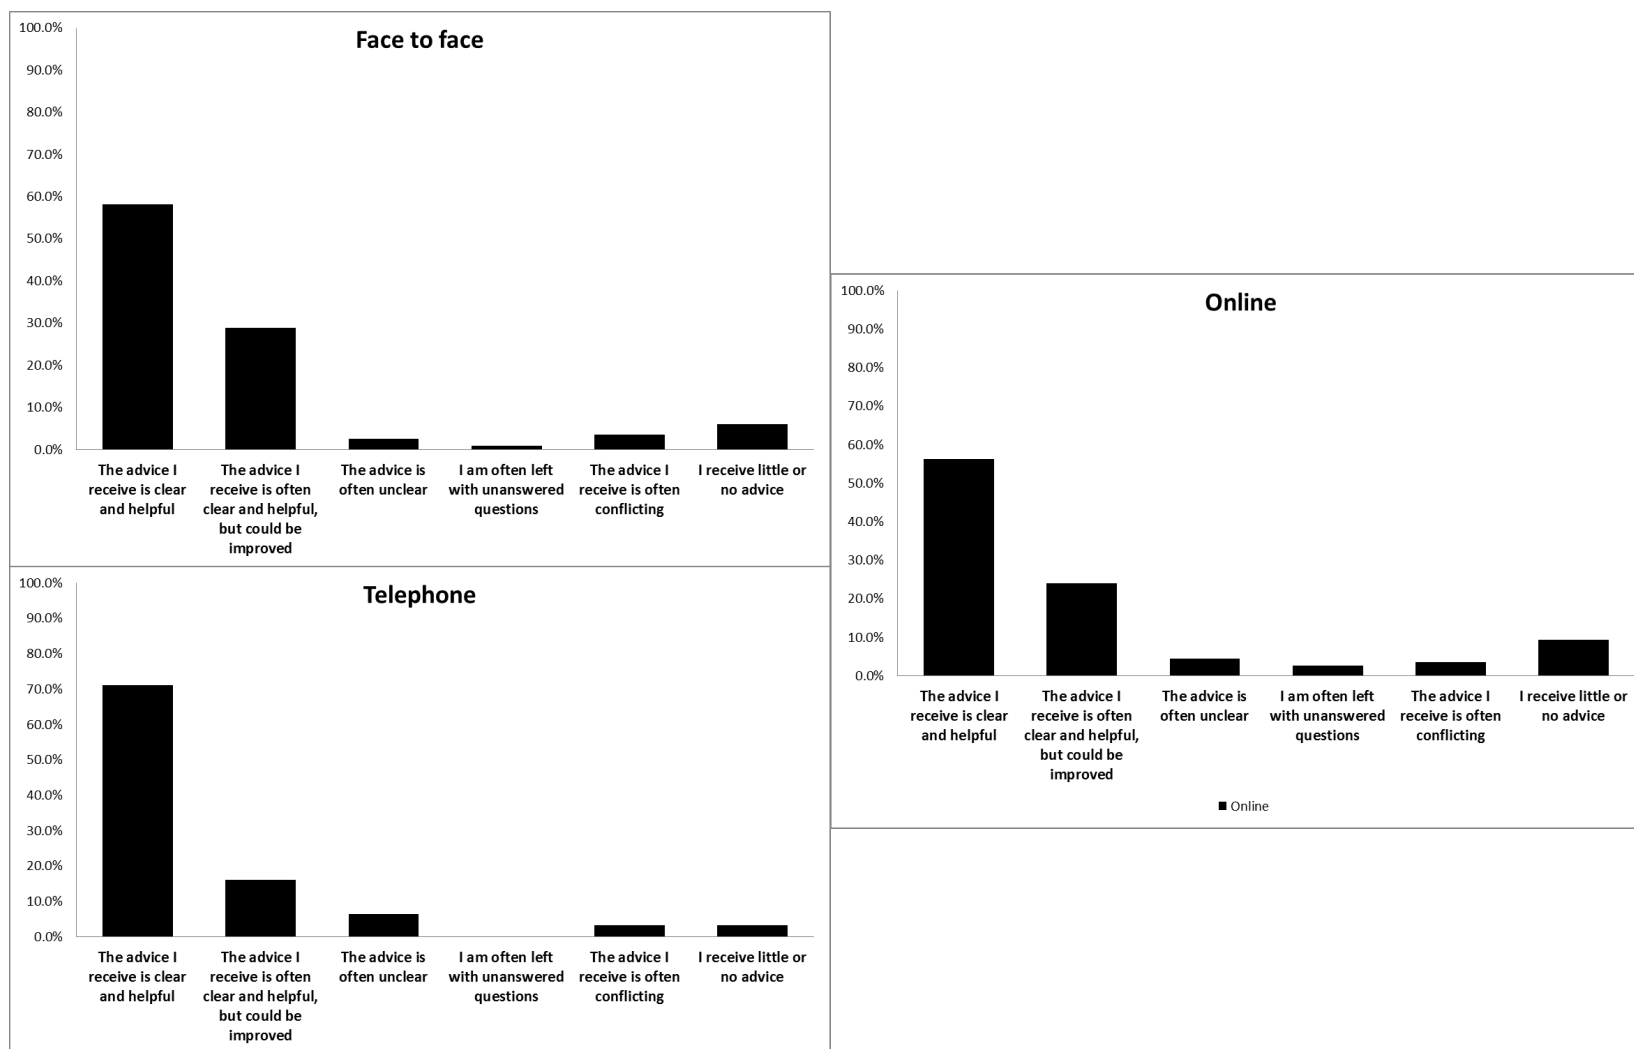 Face to face
100.0%
90.0%
80.0%
70.0%
60.0%
50.0%
40.0%
30.0%
20.0%
10.0%
0.0%
The advice I
receive is clear
and helpful
The advice I
receive is often
clear and helpful,
but could be
improved
The advice is
often unclear
I am often left
with unanswered
questions
The advice I
receive is often
conflicting
I receive little or
no advice
Telephone
100.0%
90.0%
80.0%
70.0%
60.0%
50.0%
40.0%
30.0%
20.0%
10.0%
0.0%
The advice I
receive is clear
and helpful
The advice I
receive is often
clear and helpful,
but could be
improved
The advice is
often unclear
I am often left
with unanswered
questions
The advice I
receive is often
conflicting
I receive little or
no advice
Online
100.0%
90.0%
80.0%
70.0%
60.0%
50.0%
40.0%
30.0%
20.0%
10.0%
0.0%
The advice I
receive is clear
and helpful
The advice I
receive is often
clear and helpful,
but could be
improved
The advice is
often unclear
I am often left
with unanswered
questions
The advice I
receive is often
conflicting
I receive little or
no advice
Online